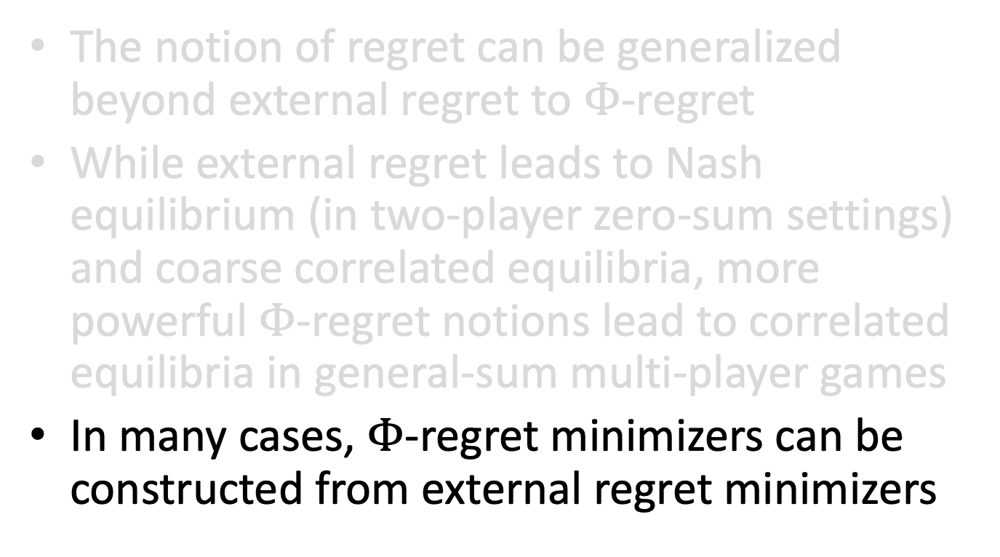 • The notion of regret can be generalized
beyond external regret to Φ-regret
• While external regret leads to Nash
equilibrium (in two-player zero-sum settings)
and coarse correlated equilibria, more
powerful Φ-regret notions lead to correlated
equilibria in general-sum multi-player games
• In many cases, Φ-regret minimizers can be
constructed from external regret minimizers